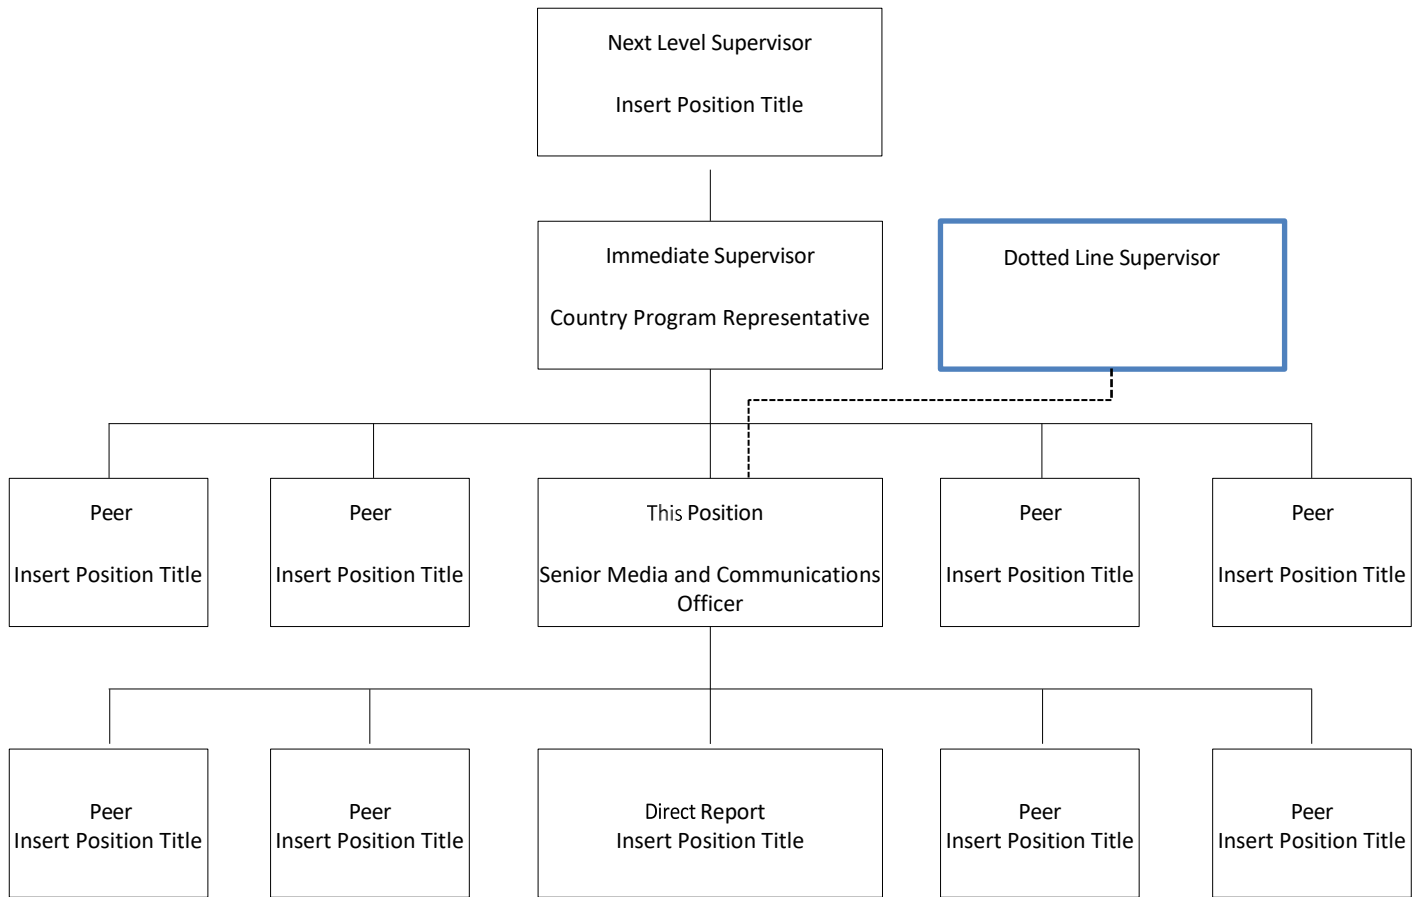 Next Level Supervisor
Insert Position Title
Immediate Supervisor
Country Program Representative
Dotted Line Supervisor
Peer
Insert Position Title
Peer
Insert Position Title
This Position
Senior Media and Communications
Officer
Peer
Insert Position Title
Peer
Insert Position Title
Peer
Insert Position Title
Peer
Insert Position Title
Direct Report
Insert Position Title
Peer
Insert Position Title
Peer
Insert Position Title